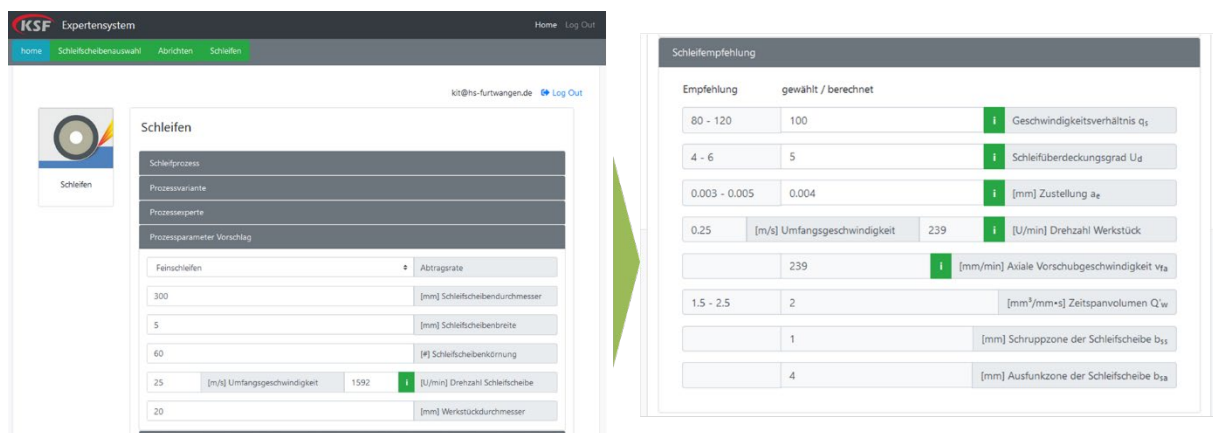 KSF Expertensystem Home Log Out
home Schleifscheibenauswahl Abrichten Schleifen
kit@hs-furtwangen.de Log Out
Schleifen
Schleifen
Schleifprozess
Prozessvariante
Prozessexperte
Prozessparameter Vorschlag
Feinschleifen Abtragsrate
300 [mm] Schleifscheibendurchmesser
5 [mm] Schleifscheibenbreite
60 [#] Schleifscheibenkörnung
25 [m/s] Umfangsgeschwindigkeit 1592 i [U/min] Drehzahl Schleifscheibe
20 [mm] Werkstückdurchmesser
Schleifempfehlung
Empfehlung gewählt / berechnet
80 - 120 100 i Geschwindigkeitsverhältnis qs
4 - 6 5 i Schleifüberdeckungsgrad Ud
0.003 - 0.005 0.004 i [mm] Zustellung ae
0.25 [m/s] Umfangsgeschwindigkeit 239 i [U/min] Drehzahl Werkstück
239 i [mm/min] Axiale Vorschubgeschwindigkeit vfa
1.5 - 2.5 2 [mm³/mm•s] Zeitspanvolumen Q'w
1 [mm] Schruppzone der Schleifscheibe bss
4 [mm] Ausfunkzone der Schleifscheibe bsa